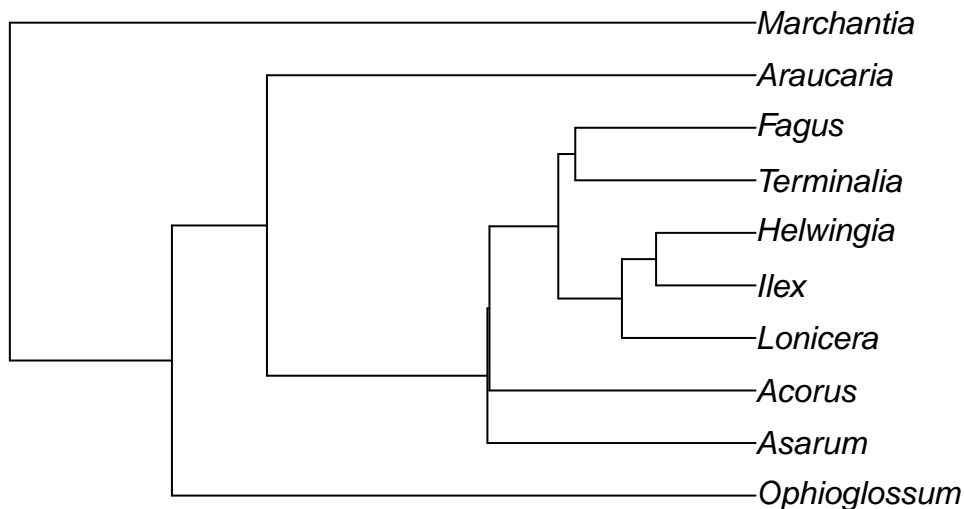 Marchantia
Araucaria
Fagus
Terminalia
Helwingia
Ilex
Lonicera
Acorus
Asarum
Ophioglossum